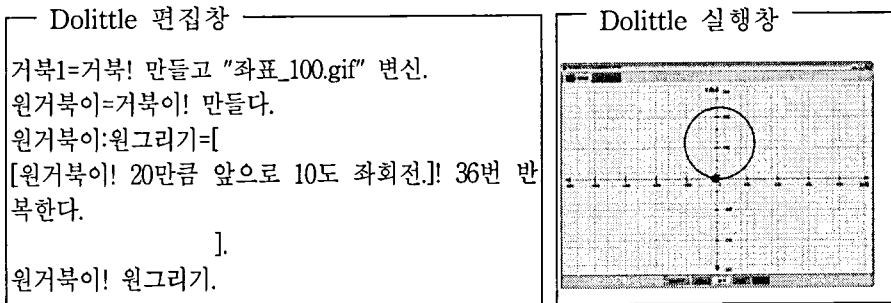 Dolittle 편집창
거북1=거북! 만들고 "좌표_100.gif" 변신.
원거북이=거북이! 만들다.
원거북이:원그리기=[
[원거북이! 20만큼 앞으로 10도 좌회전.]! 36번 반
복한다.
].
원거북이! 원그리기.
Dolittle 실행창